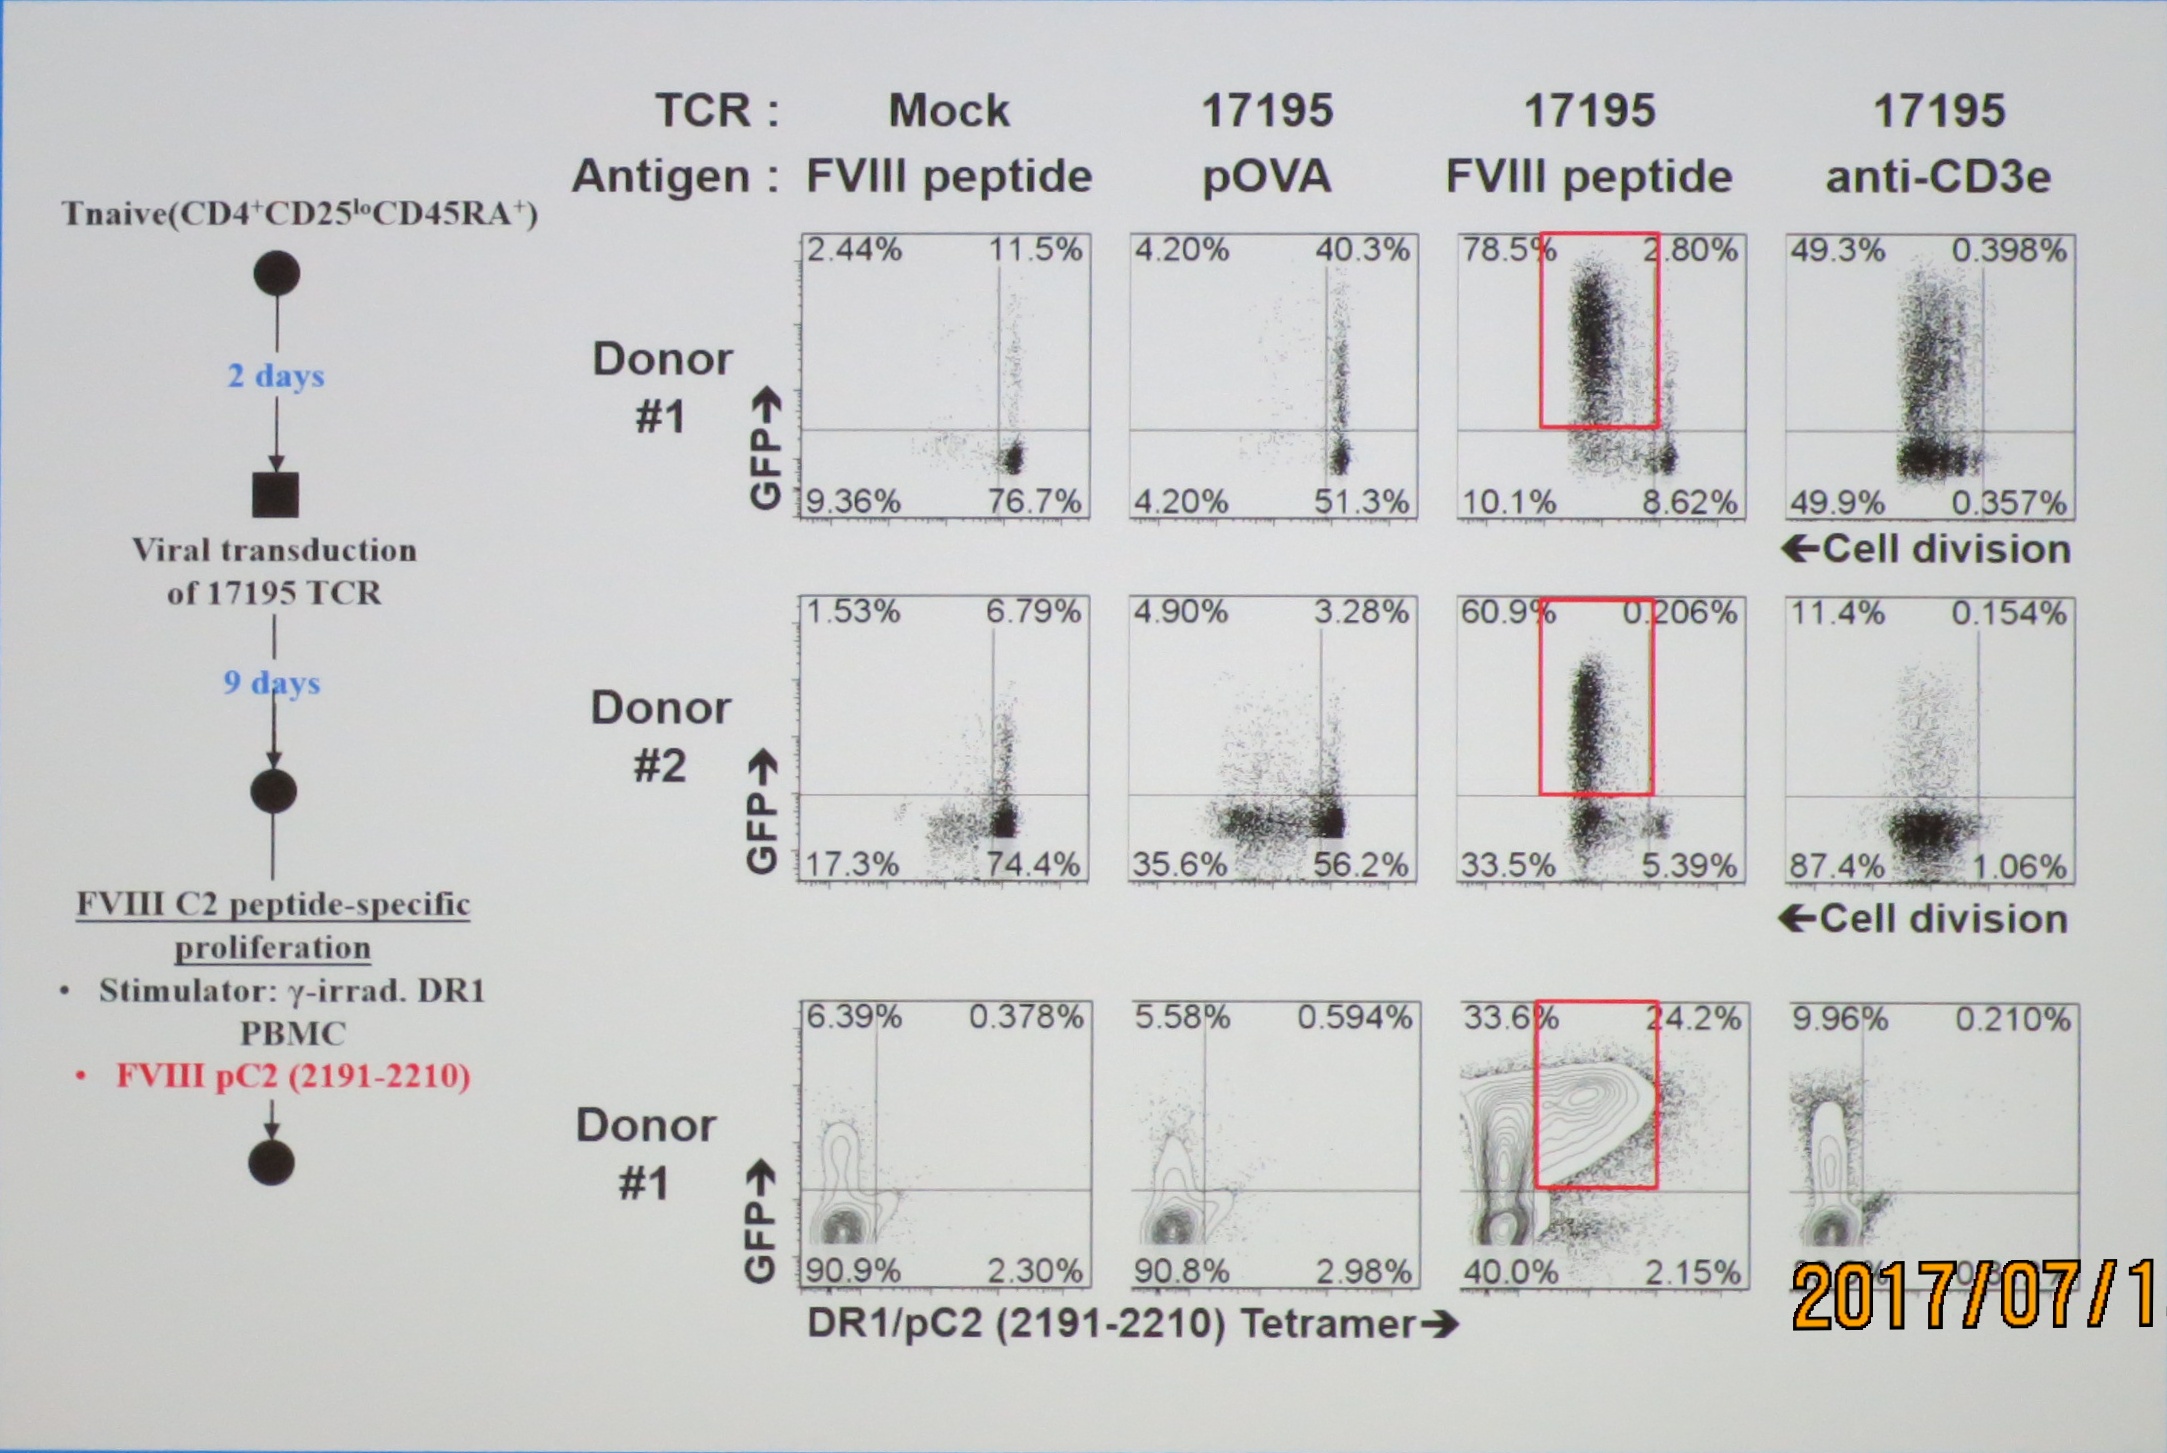 TCR : Mock 17195 17195 17195
Antigen : FVIII peptide pOVA FVIII peptide anti-CD3e
Tnaive(CD4⁺CD25ˡᵒCD45RA⁺)
2 days
Viral transduction
of 17195 TCR
9 days
FVIII C2 peptide-specific
proliferation
• Stimulator: γ-irrad. DR1
PBMC
• FVIII pC2 (2191-2210)
Donor
#1
GFP→
2.44% 11.5% 4.20% 40.3% 78.5% 2.80% 49.3% 0.398%
9.36% 76.7% 4.20% 51.3% 10.1% 8.62% 49.9% 0.357%
←Cell division
Donor
#2
GFP→
1.53% 6.79% 4.90% 3.28% 60.9% 0.206% 11.4% 0.154%
17.3% 74.4% 35.6% 56.2% 33.5% 5.39% 87.4% 1.06%
←Cell division
Donor
#1
GFP→
6.39% 0.378% 5.58% 0.594% 33.6% 24.2% 9.96% 0.210%
90.9% 2.30% 90.8% 2.98% 40.0% 2.15%
DR1/pC2 (2191-2210) Tetramer→
2017/07/1